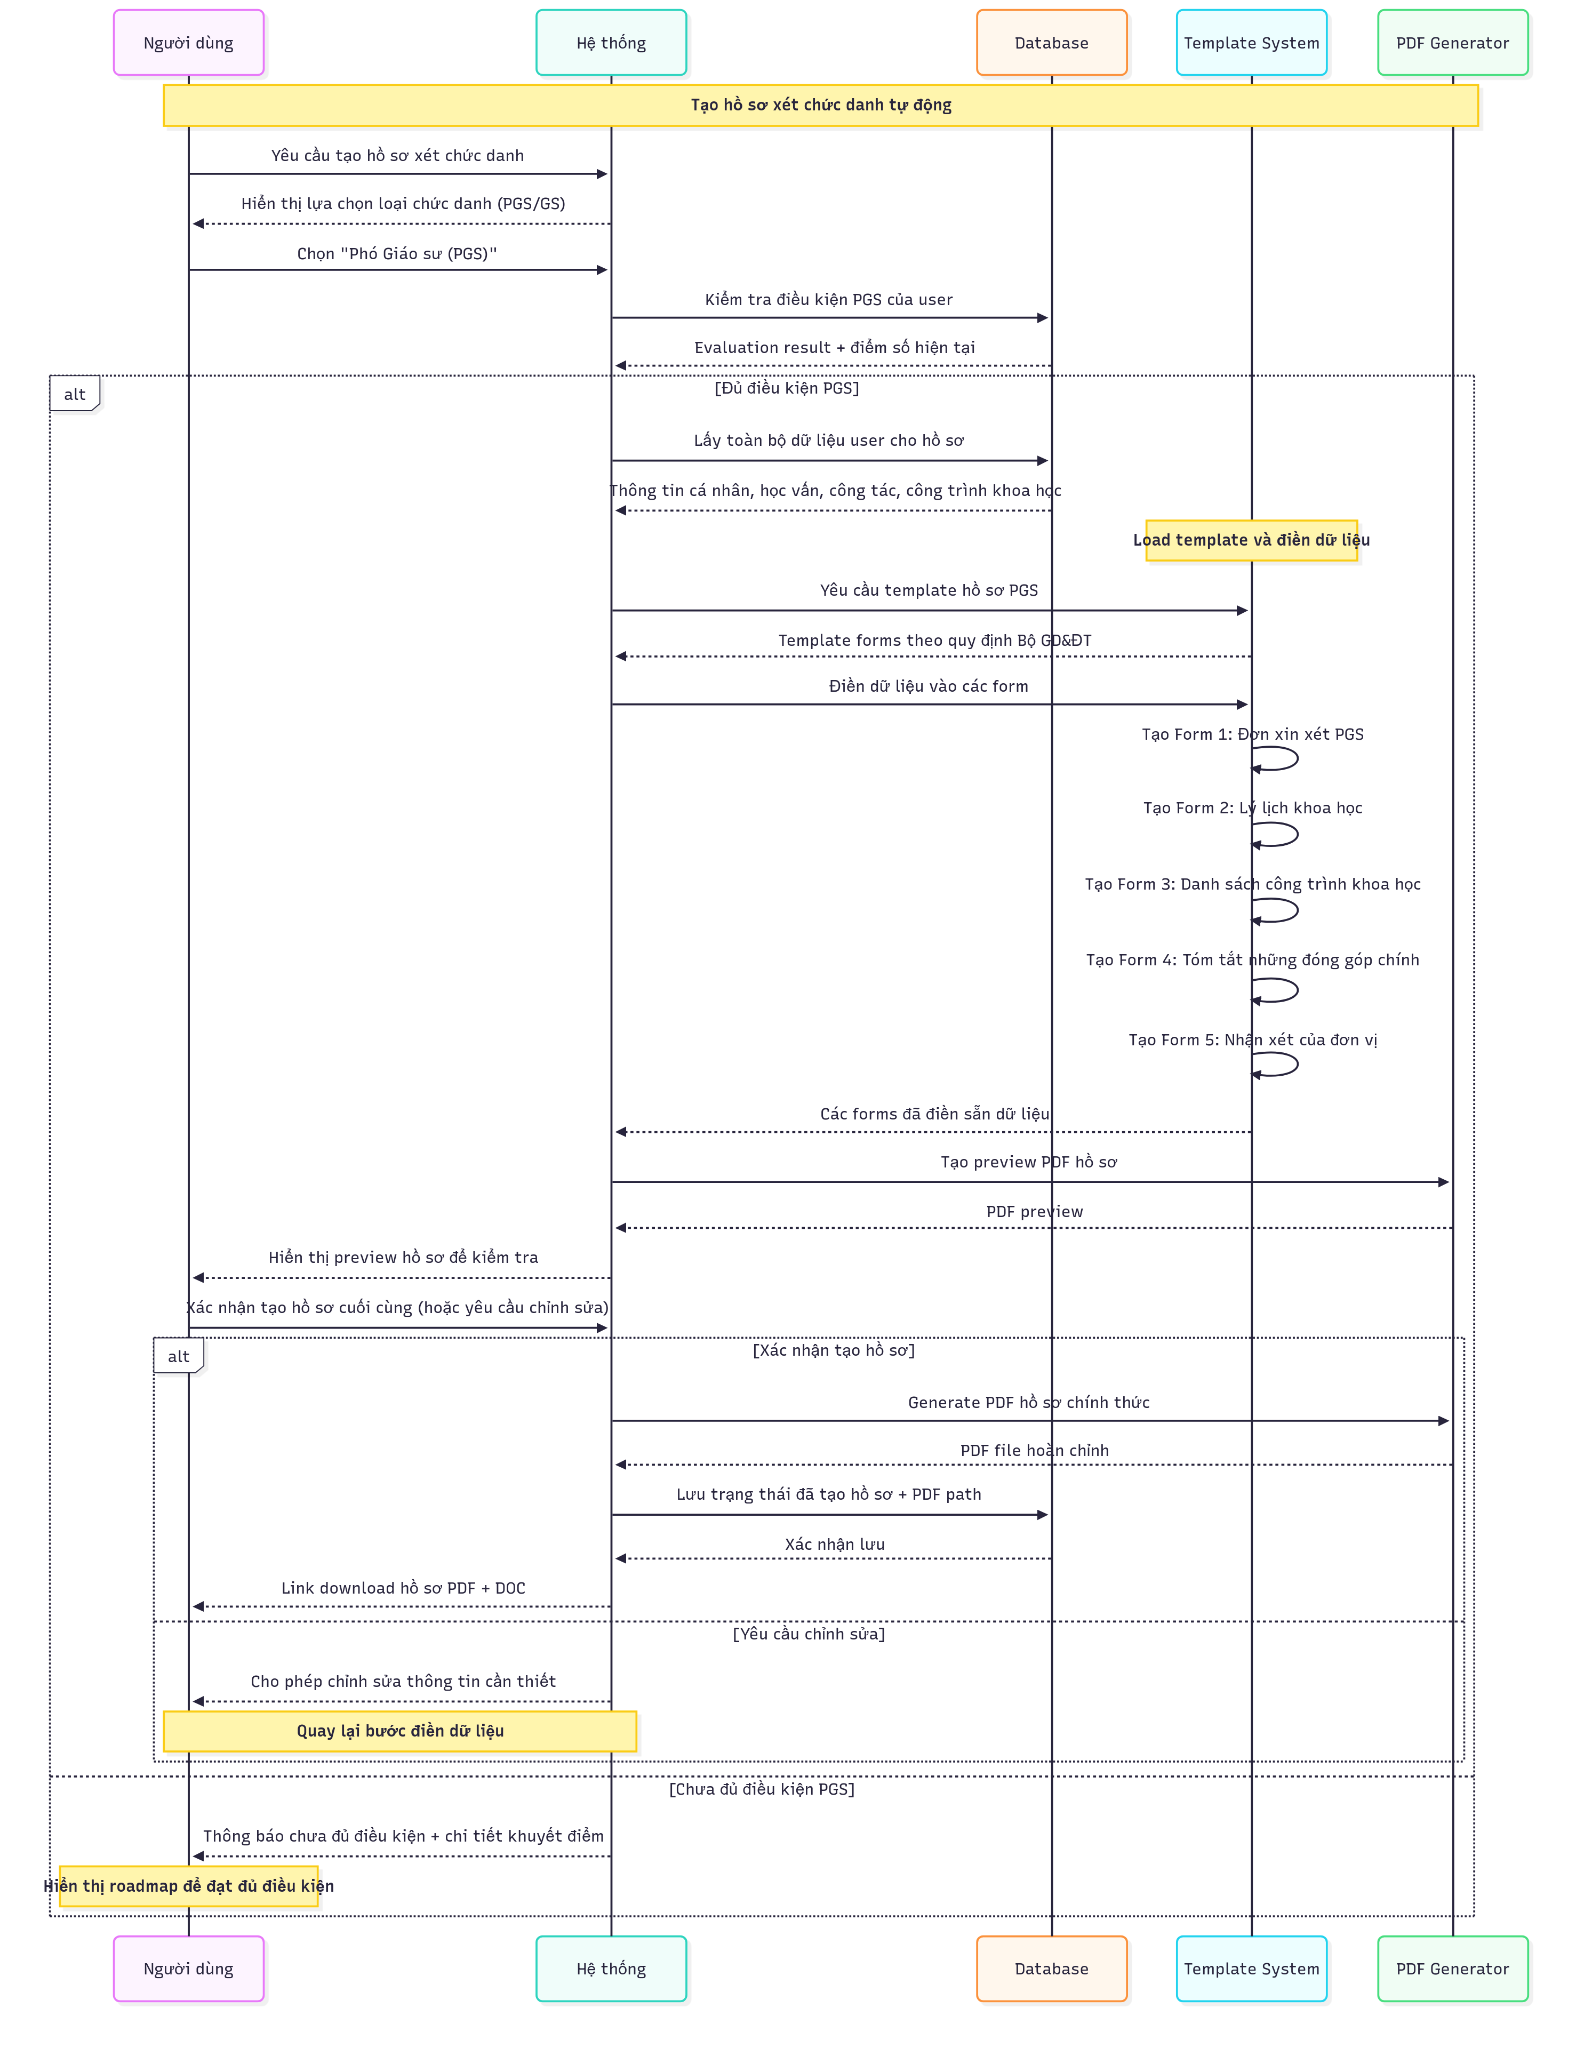 Người dùng
Hệ thống
Database
Template System
PDF Generator
Tạo hồ sơ xét chức danh tự động
Yêu cầu tạo hồ sơ xét chức danh
Hiển thị lựa chọn loại chức danh (PGS/GS)
Chọn "Phó Giáo sư (PGS)"
Kiểm tra điều kiện PGS của user
Evaluation result + điểm số hiện tại
alt
[Đủ điều kiện PGS]
Lấy toàn bộ dữ liệu user cho hồ sơ
Thông tin cá nhân, học vấn, công tác, công trình khoa học
Load template và điền dữ liệu
Yêu cầu template hồ sơ PGS
Template forms theo quy định Bộ GD&ĐT
Điền dữ liệu vào các form
Tạo Form 1: Đơn xin xét PGS
Tạo Form 2: Lý lịch khoa học
Tạo Form 3: Danh sách công trình khoa học
Tạo Form 4: Tóm tắt những đóng góp chính
Tạo Form 5: Nhận xét của đơn vị
Các forms đã điền sẵn dữ liệu
Tạo preview PDF hồ sơ
PDF preview
Hiển thị preview hồ sơ để kiểm tra
Xác nhận tạo hồ sơ cuối cùng (hoặc yêu cầu chỉnh sửa)
alt
[Xác nhận tạo hồ sơ]
Generate PDF hồ sơ chính thức
PDF file hoàn chỉnh
Lưu trạng thái đã tạo hồ sơ + PDF path
Xác nhận lưu
Link download hồ sơ PDF + DOC
[Yêu cầu chỉnh sửa]
Cho phép chỉnh sửa thông tin cần thiết
Quay lại bước điền dữ liệu
[Chưa đủ điều kiện PGS]
Thông báo chưa đủ điều kiện + chi tiết khuyết điểm
Hiển thị roadmap để đạt đủ điều kiện
Người dùng
Hệ thống
Database
Template System
PDF Generator